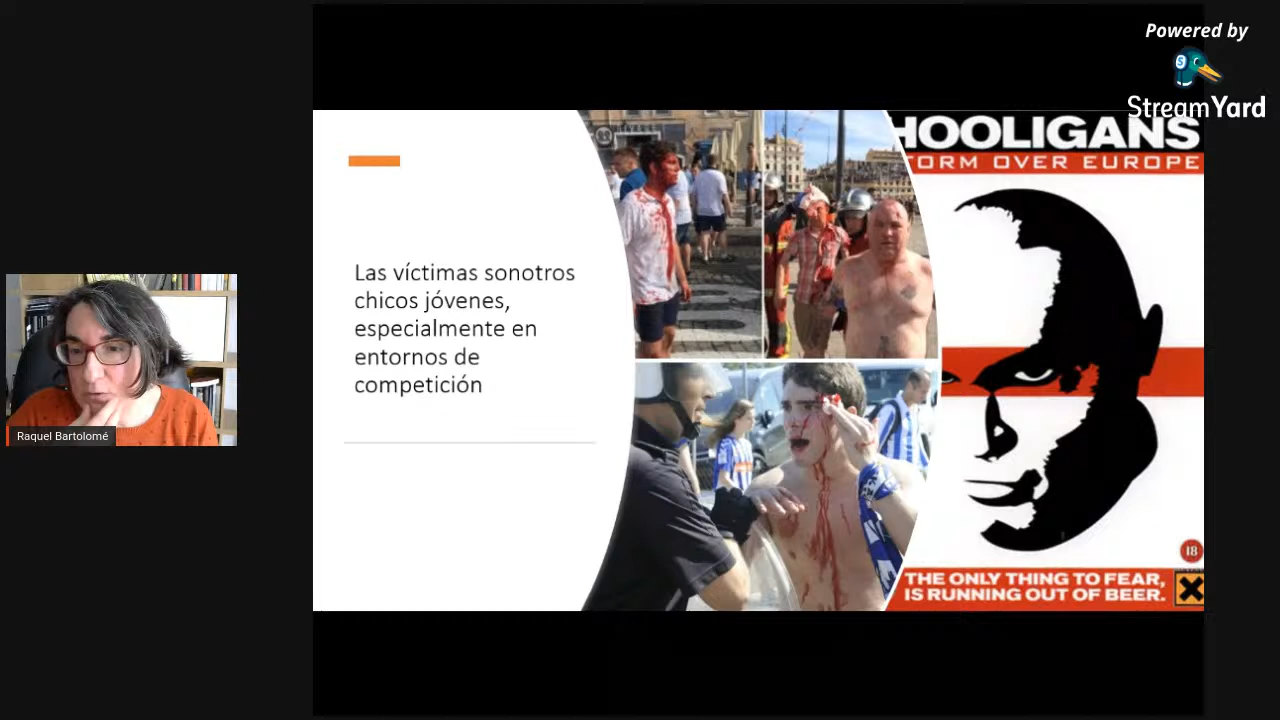 Powered by
StreamYard
Las víctimas sonotros
chicos jóvenes,
especialmente en
entornos de
competición
HOOLIGANS
TORM OVER EUROPE
18
THE ONLY THING TO FEAR,
IS RUNNING OUT OF BEER.
Raquel Bartolomé